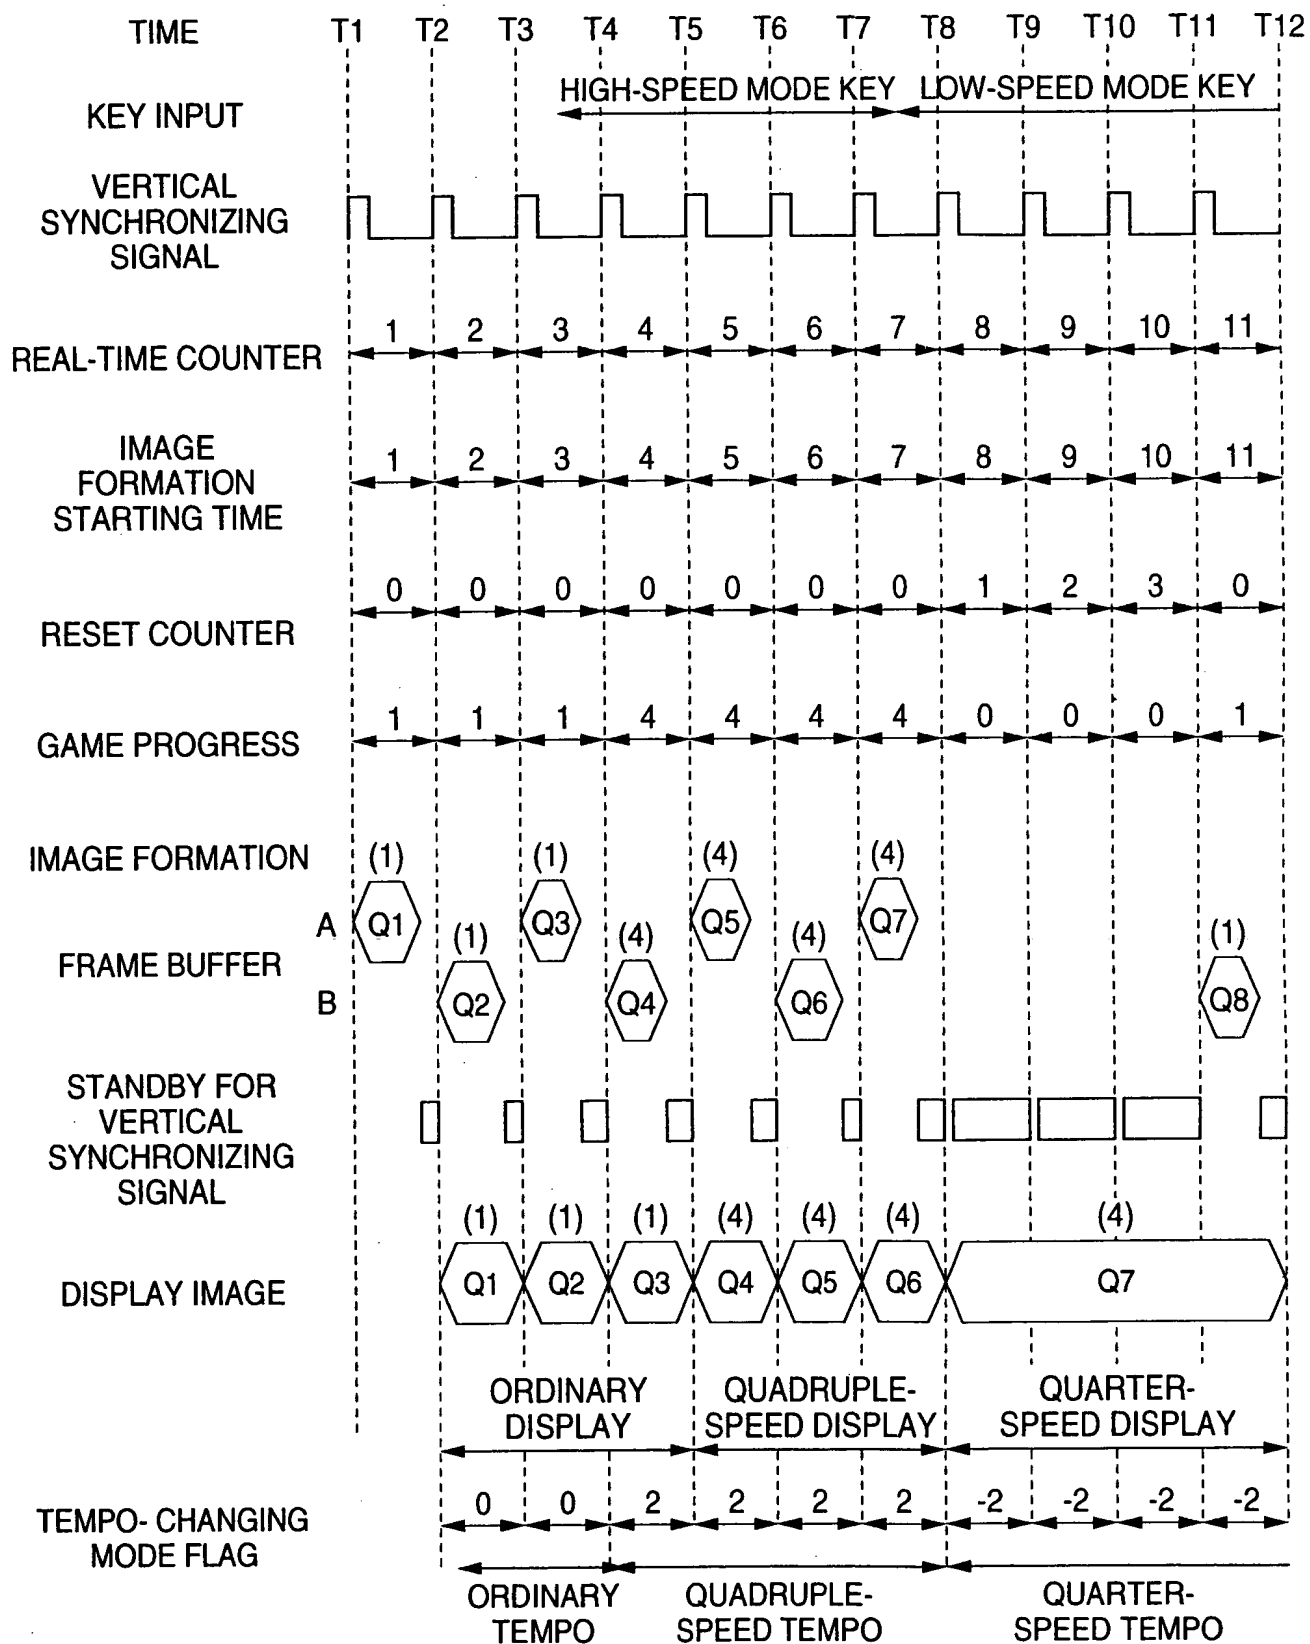 TIME T1 T2 T3 T4 T5 T6 T7 T8 T9 T10 T11 T12
HIGH-SPEED MODE KEY LOW-SPEED MODE KEY
KEY INPUT
VERTICAL
SYNCHRONIZING
SIGNAL
1 2 3 4 5 6 7 8 9 10 11
REAL-TIME COUNTER
IMAGE
FORMATION
STARTING TIME
1 2 3 4 5 6 7 8 9 10 11
0 0 0 0 0 0 0 1 2 3 0
RESET COUNTER
1 1 1 4 4 4 4 0 0 0 1
GAME PROGRESS
IMAGE FORMATION (1) (1) (4) (4)
A Q1 Q3 Q5 Q7
(1) (4) (4) (1)
FRAME BUFFER
B Q2 Q4 Q6 Q8
STANDBY FOR
VERTICAL
SYNCHRONIZING
SIGNAL
(1) (1) (1) (4) (4) (4) (4)
DISPLAY IMAGE Q1 Q2 Q3 Q4 Q5 Q6 Q7
ORDINARY
DISPLAY
QUADRUPLE-
SPEED DISPLAY
QUARTER-
SPEED DISPLAY
0 0 2 2 2 2 -2 -2 -2 -2
TEMPO- CHANGING
MODE FLAG
ORDINARY
TEMPO
QUADRUPLE-
SPEED TEMPO
QUARTER-
SPEED TEMPO